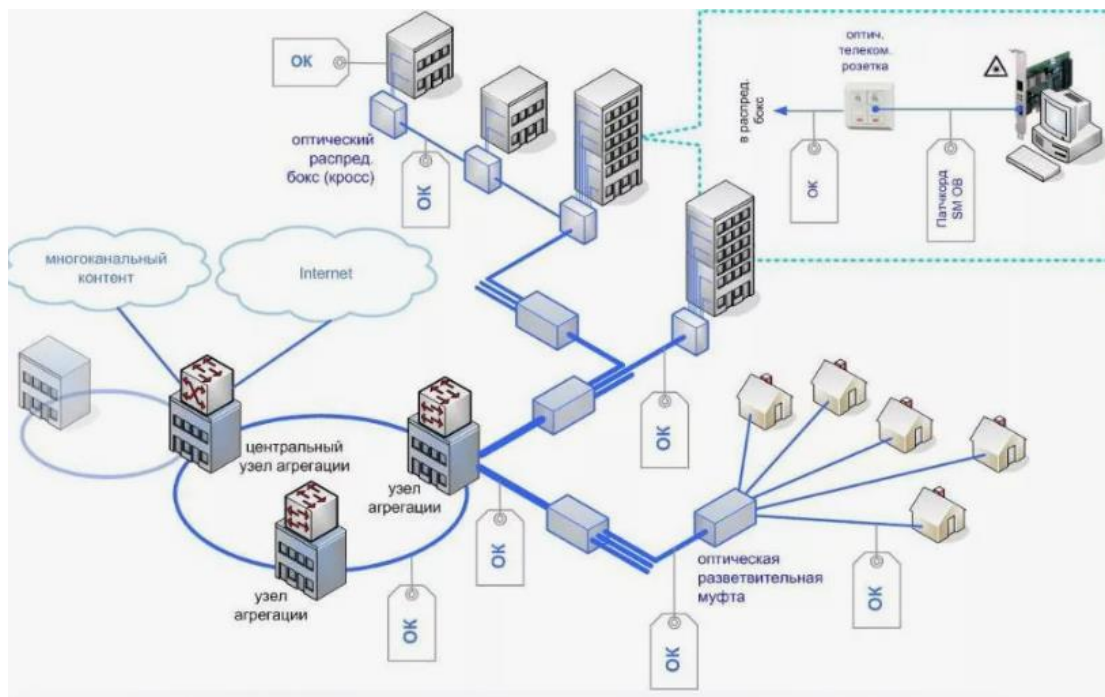 ОК
оптический
распред.
бокс (кросс)
ОК
оптич.
телеком.
розетка
в распред.
бокс
ОК
Патчкорд
SM ОВ
многоканальный
контент
Internet
центральный
узел агрегации
узел
агрегации
узел
агрегации
ОК
ОК
ОК
ОК
оптическая
разветвительная
муфта
ОК